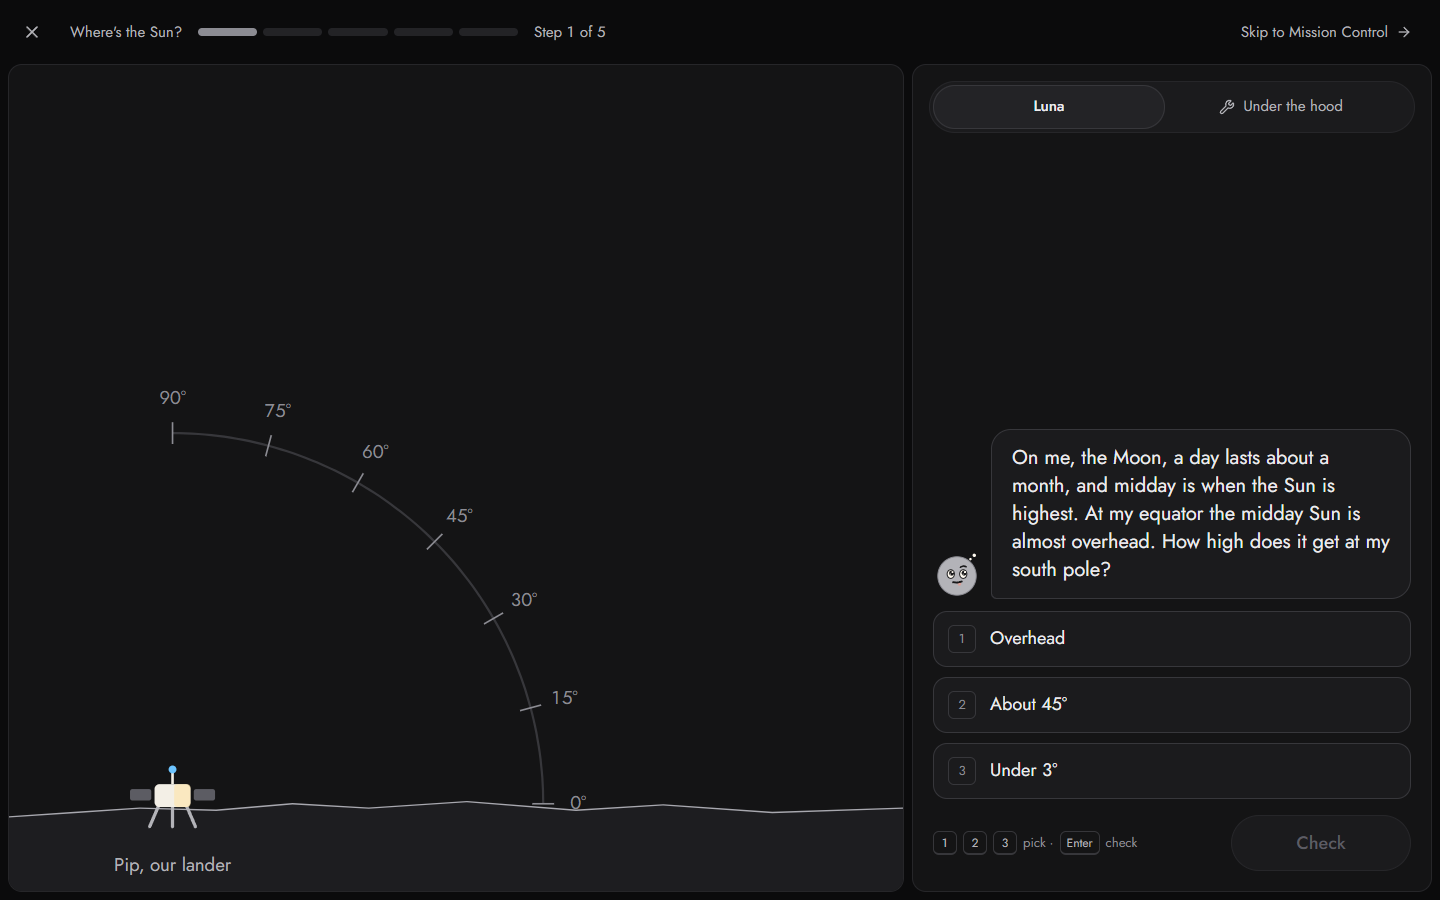 Where's the Sun?
Step 1 of 5
Skip to Mission Control
90°
75°
60°
45°
30°
15°
0°
Pip, our lander
Luna
Under the hood
On me, the Moon, a day lasts about a
month, and midday is when the Sun is
highest. At my equator the midday Sun is
almost overhead. How high does it get at my
south pole?
1 Overhead
2 About 45°
3 Under 3°
1 2 3 pick · Enter check
Check